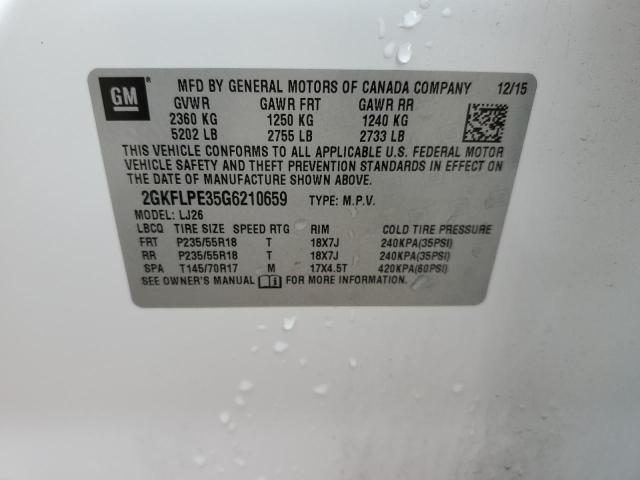 GM ® MFD BY GENERAL MOTORS OF CANADA COMPANY 12/15
GVWR GAWR FRT GAWR RR
2360 KG 1250 KG 1240 KG
5202 LB 2755 LB 2733 LB
THIS VEHICLE CONFORMS TO ALL APPLICABLE U.S. FEDERAL MOTOR
VEHICLE SAFETY AND THEFT PREVENTION STANDARDS IN EFFECT ON
THE DATE OF MANUFACTURE SHOWN ABOVE.
2GKFLPE35G6210659 TYPE: M.P.V.
MODEL: LJ26
LBCQ TIRE SIZE SPEED RTG RIM COLD TIRE PRESSURE
FRT P235/55R18 T 18X7J 240KPA(35PSI)
RR P235/55R18 T 18X7J 240KPA(35PSI)
SPA T145/70R17 M 17X4.5T 420KPA(60PSI)
SEE OWNER'S MANUAL FOR MORE INFORMATION.